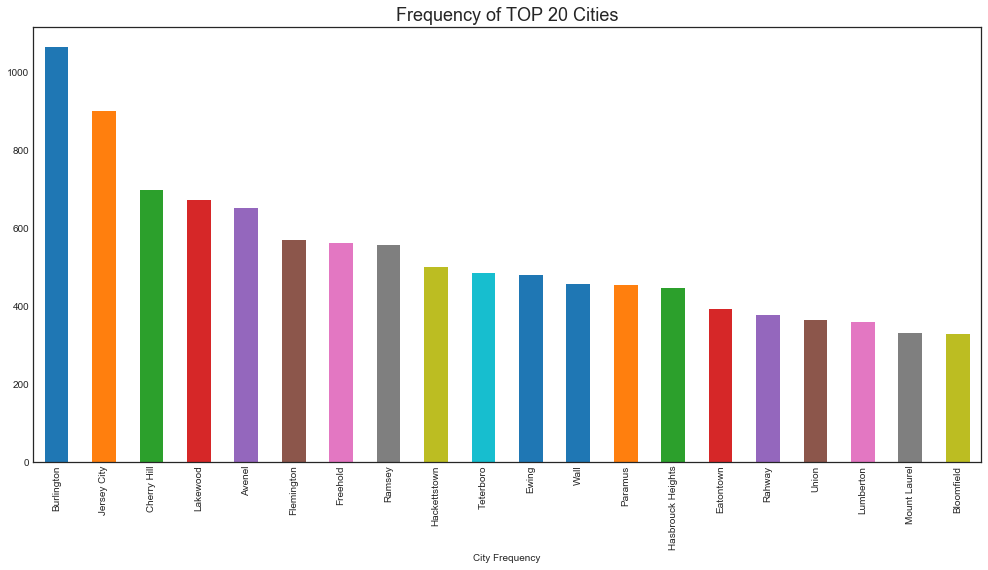 Frequency of TOP 20 Cities
1000
800
600
400
200
0
Burlington
Jersey City
Cherry Hill
Lakewood
Avenel
Flemington
Freehold
Ramsey
Hackettstown
Teterboro
Ewing
Wall
Paramus
Hasbrouck Heights
Eatontown
Rahway
Union
Lumberton
Mount Laurel
Bloomfield
City Frequency